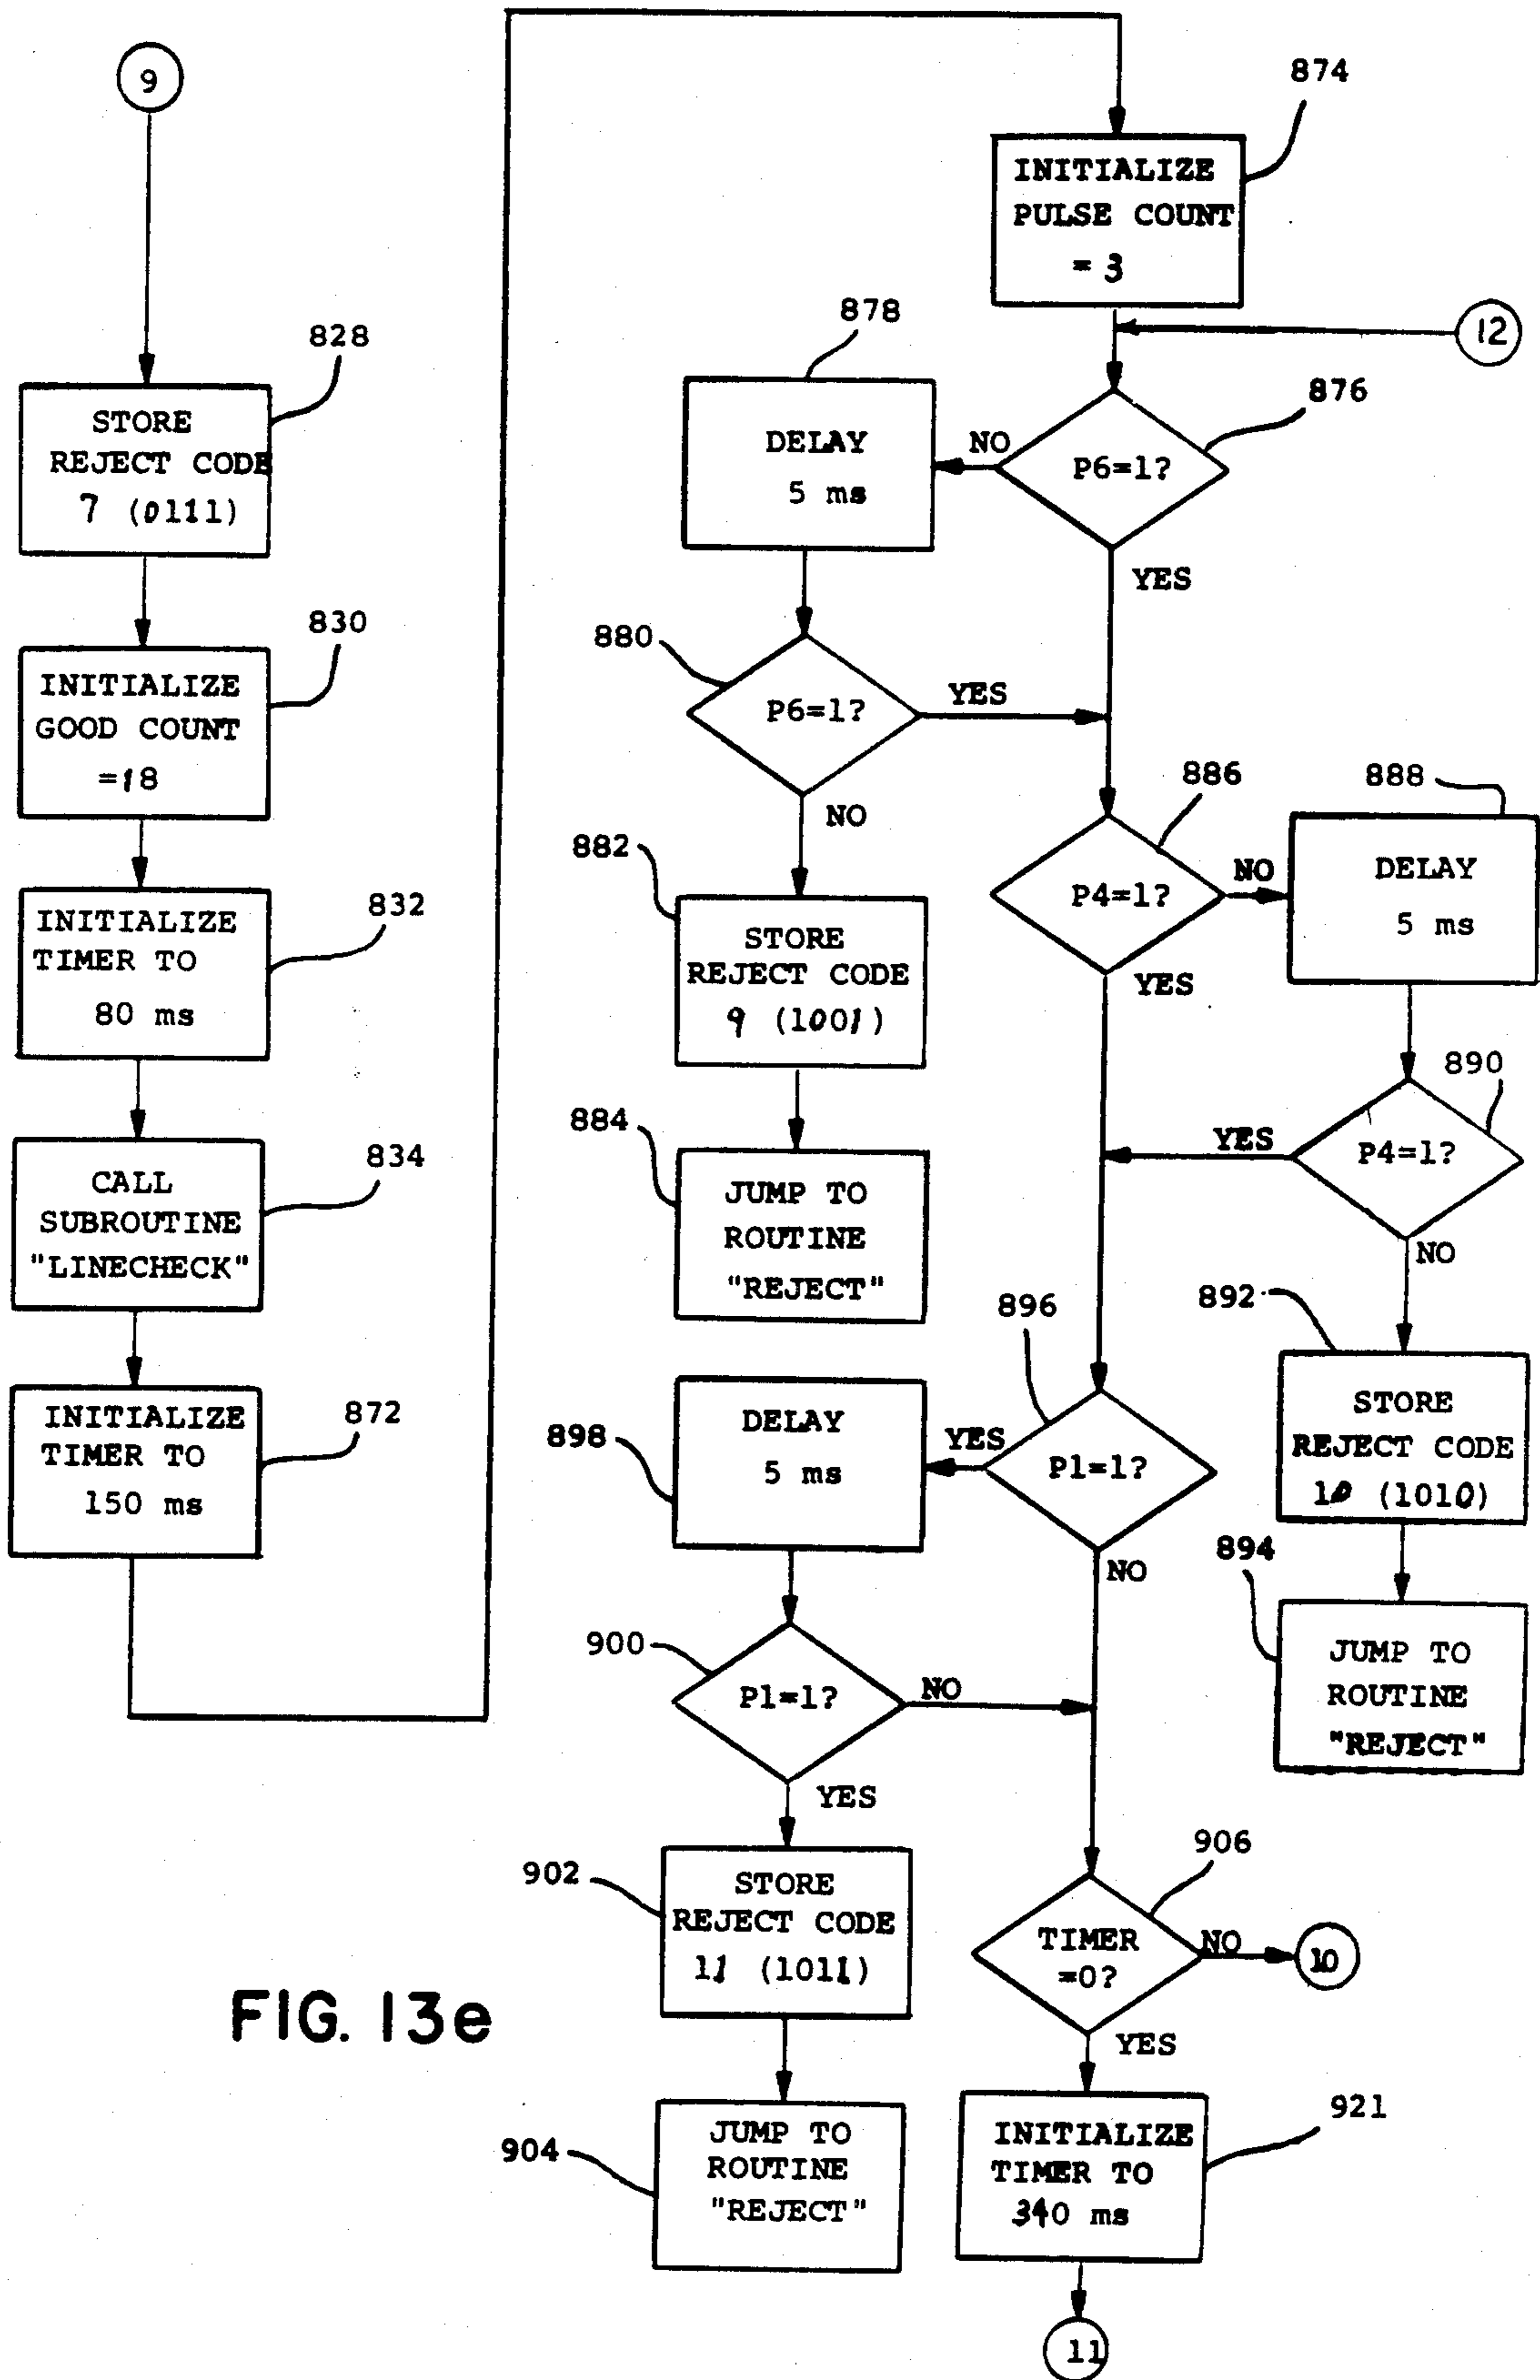 9
828
STORE
REJECT CODE
7 (0111)
830
INITIALIZE
GOOD COUNT
=18
832
INITIALIZE
TIMER TO
80 ms
834
CALL
SUBROUTINE
"LINECHECK"
872
INITIALIZE
TIMER TO
150 ms
874
INITIALIZE
PULSE COUNT
= 3
12
876
P6=1?
NO
YES
878
DELAY
5 ms
880
P6=1?
YES
NO
882
STORE
REJECT CODE
9 (1001)
884
JUMP TO
ROUTINE
"REJECT"
886
P4=1?
NO
YES
888
DELAY
5 ms
890
P4=1?
YES
NO
892
STORE
REJECT CODE
10 (1010)
894
JUMP TO
ROUTINE
"REJECT"
896
P1=1?
YES
NO
898
DELAY
5 ms
900
P1=1?
NO
YES
902
STORE
REJECT CODE
11 (1011)
904
JUMP TO
ROUTINE
"REJECT"
906
TIMER
=0?
NO
10
YES
921
INITIALIZE
TIMER TO
340 ms
11
FIG. 13e